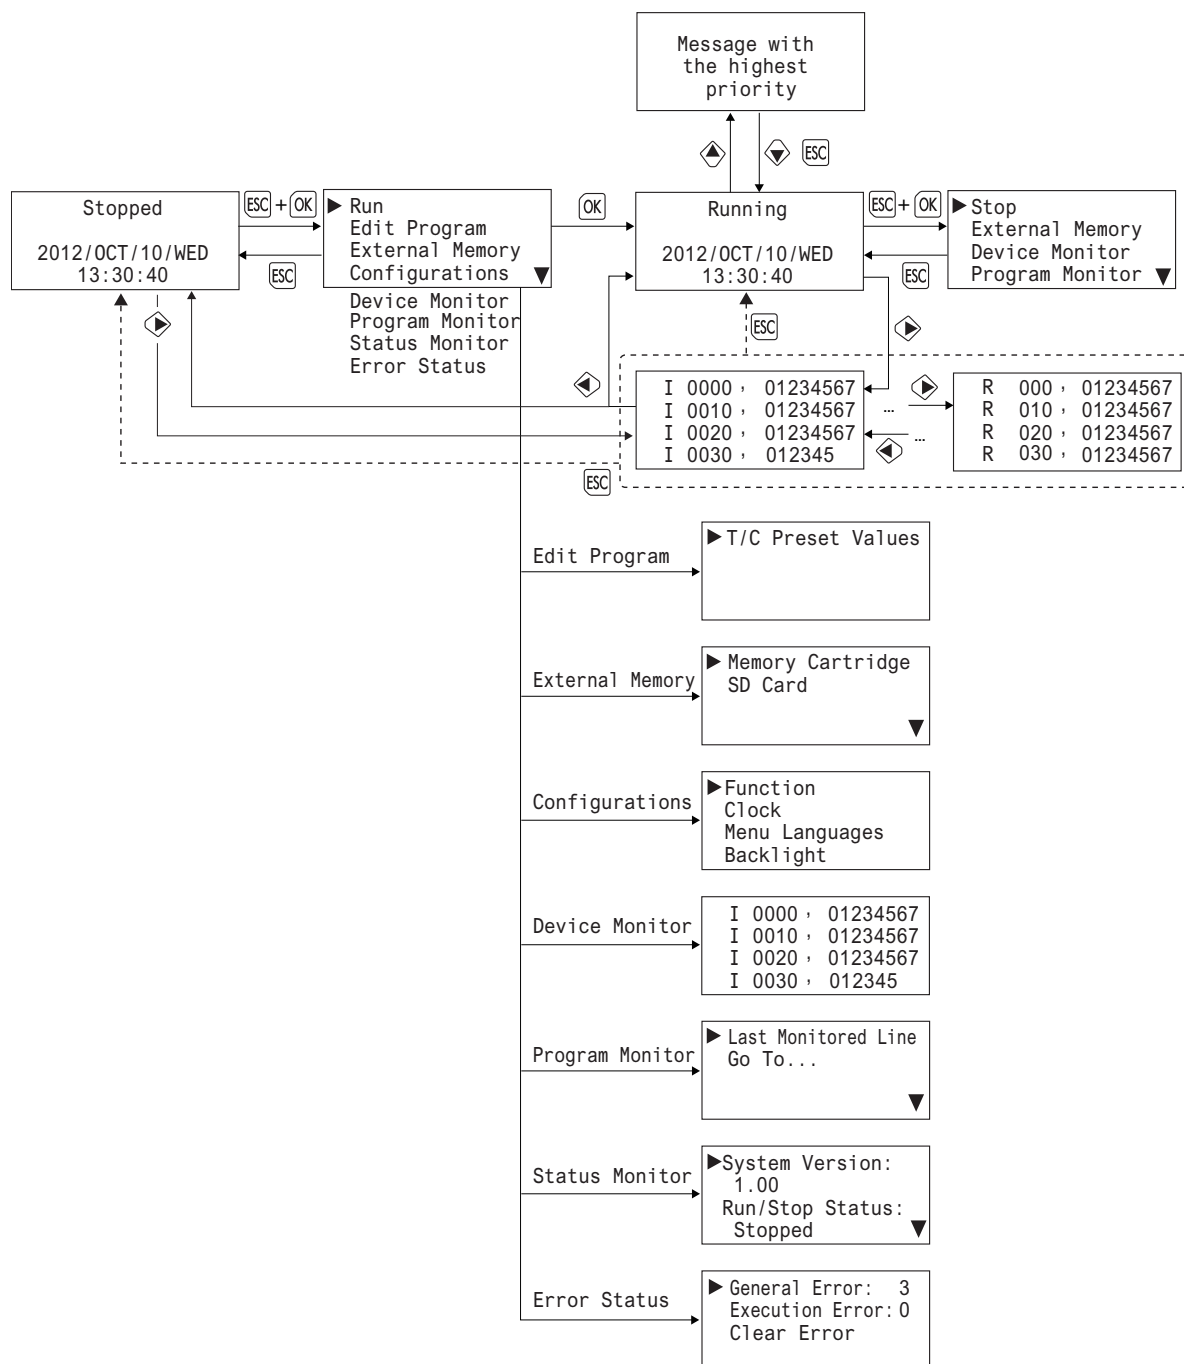 Message with
the highest
priority
ESC
Stopped
2012/OCT/10/WED
13:30:40
ESC + OK
ESC
▶ Run
Edit Program
External Memory
Configurations ▼
Device Monitor
Program Monitor
Status Monitor
Error Status
OK
Running
2012/OCT/10/WED
13:30:40
ESC + OK
ESC
▶ Stop
External Memory
Device Monitor
Program Monitor ▼
ESC
I 0000, 01234567
I 0010, 01234567
I 0020, 01234567
I 0030, 012345
...
...
R 000, 01234567
R 010, 01234567
R 020, 01234567
R 030, 01234567
ESC
Edit Program
▶ T/C Preset Values
External Memory
▶ Memory Cartridge
SD Card
▼
Configurations
▶ Function
Clock
Menu Languages
Backlight
Device Monitor
I 0000, 01234567
I 0010, 01234567
I 0020, 01234567
I 0030, 012345
Program Monitor
▶ Last Monitored Line
Go To...
▼
Status Monitor
▶ System Version:
1.00
Run/Stop Status:
Stopped ▼
Error Status
▶ General Error: 3
Execution Error: 0
Clear Error